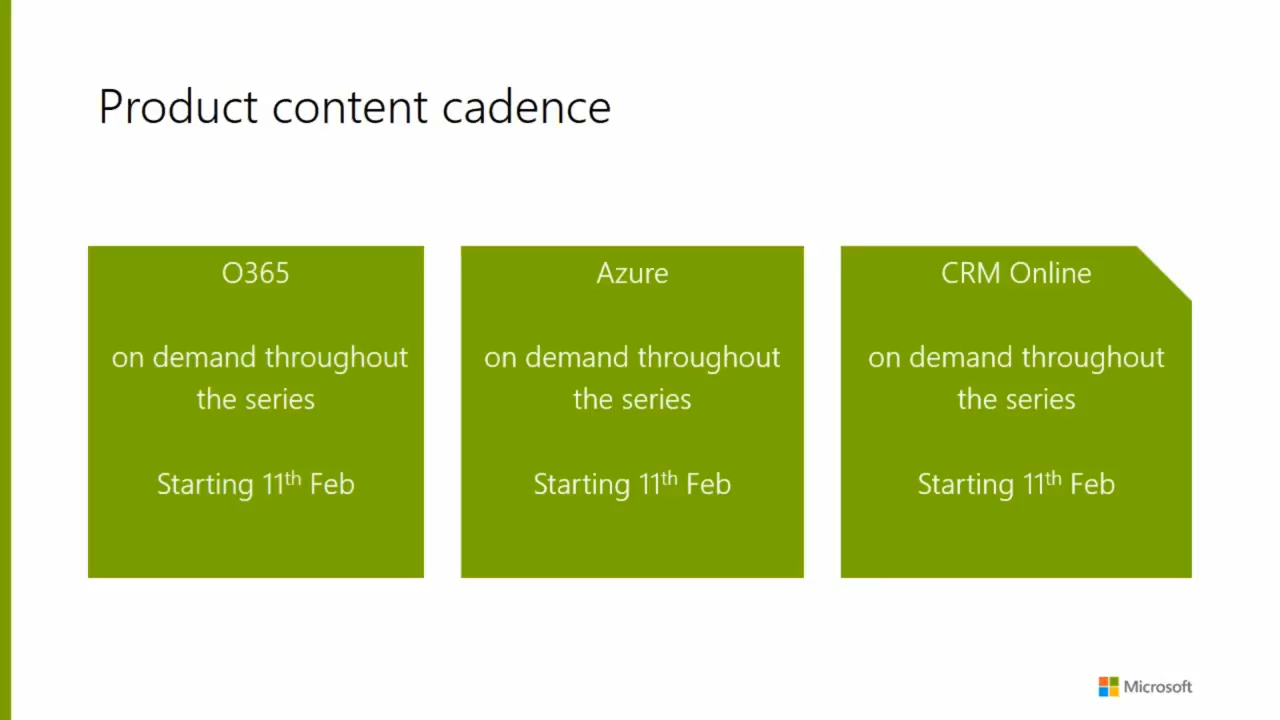 Product content cadence
O365
on demand throughout
the series
Starting 11th Feb
Azure
on demand throughout
the series
Starting 11th Feb
CRM Online
on demand throughout
the series
Starting 11th Feb
Microsoft